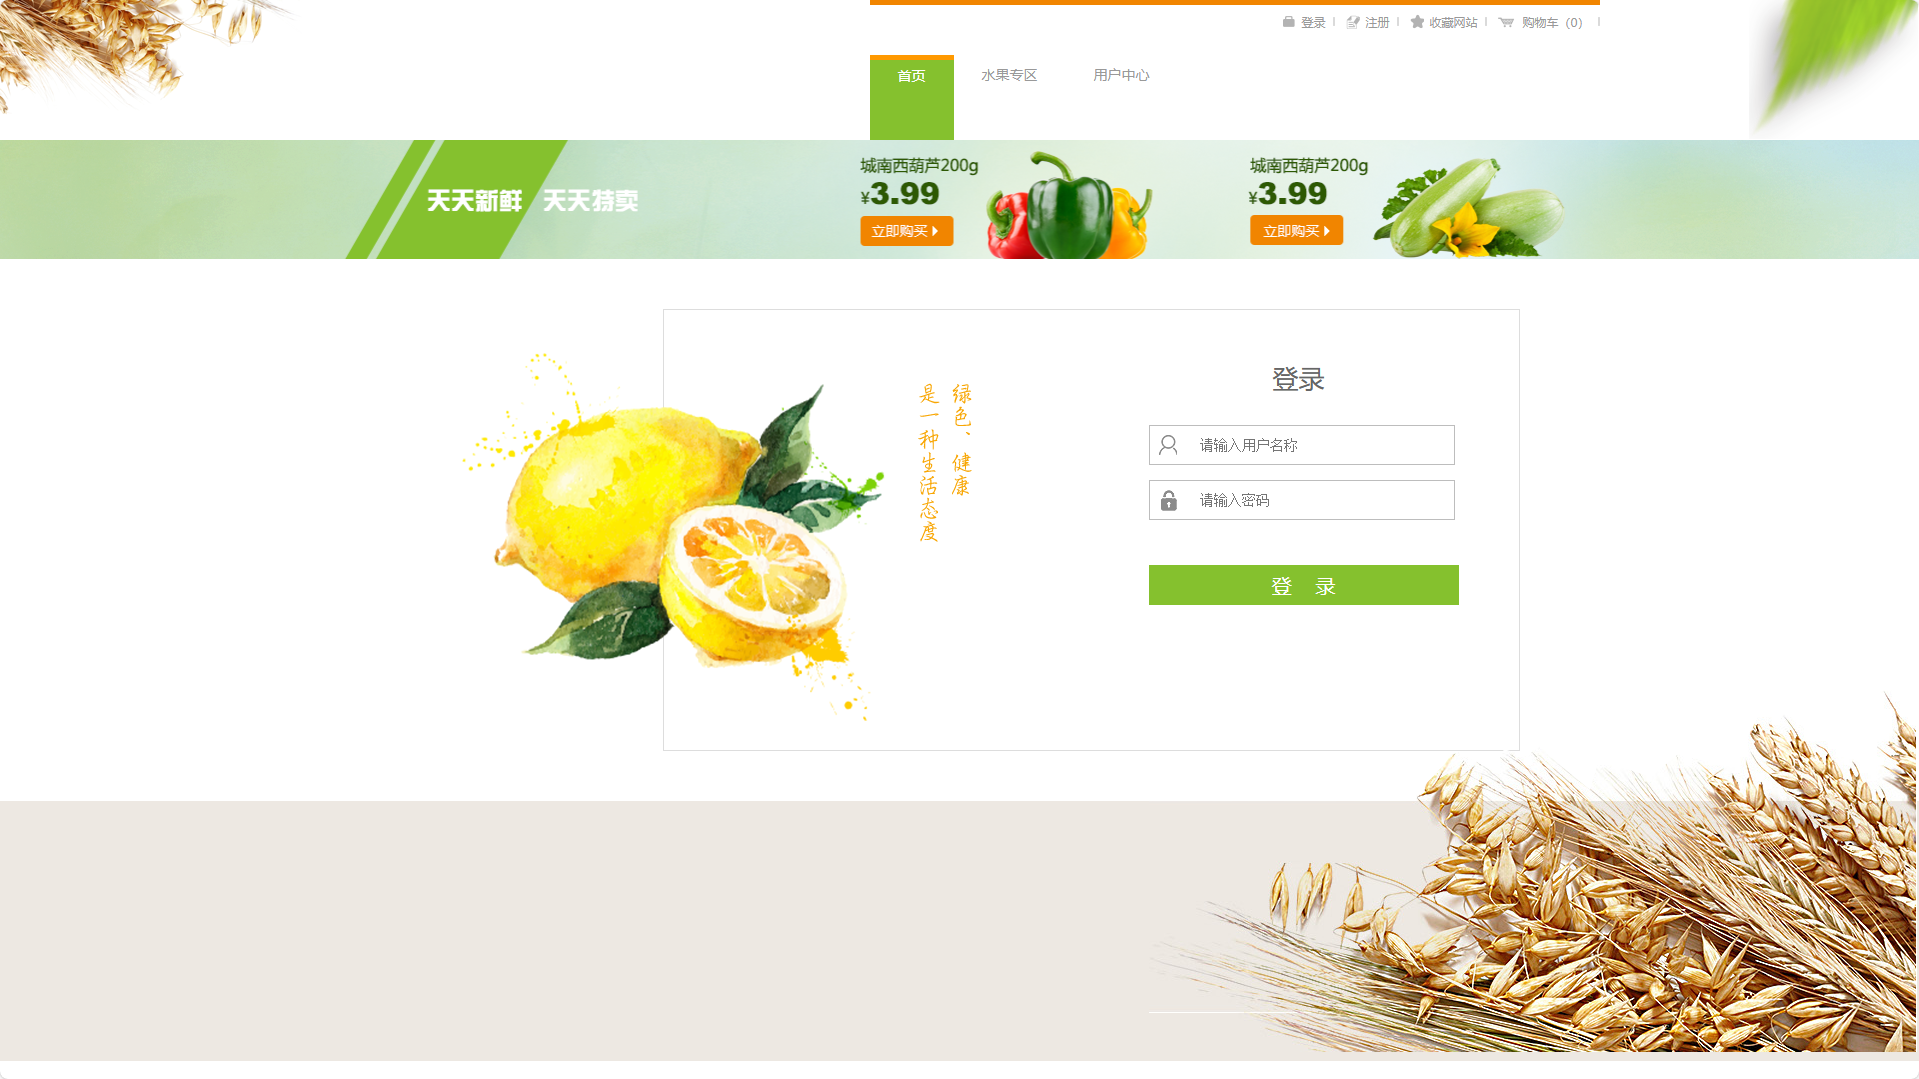 登录
注册
收藏网站
购物车（0）
首页
水果专区
用户中心
天天新鲜 天天特卖
城南西葫芦200g
¥3.99
立即购买
城南西葫芦200g
¥3.99
立即购买
绿色、健康
是一种生活态度
登录
请输入用户名称
请输入密码
登 录